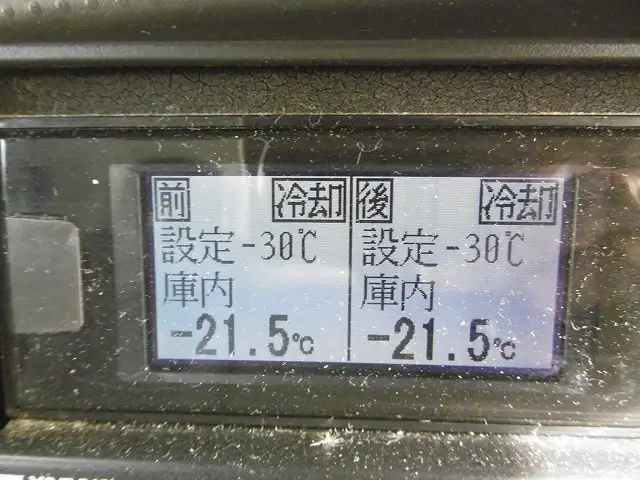 前 冷却 後 冷却
設定 -30℃ 設定 -30℃
庫内 庫内
-21.5℃ -21.5℃